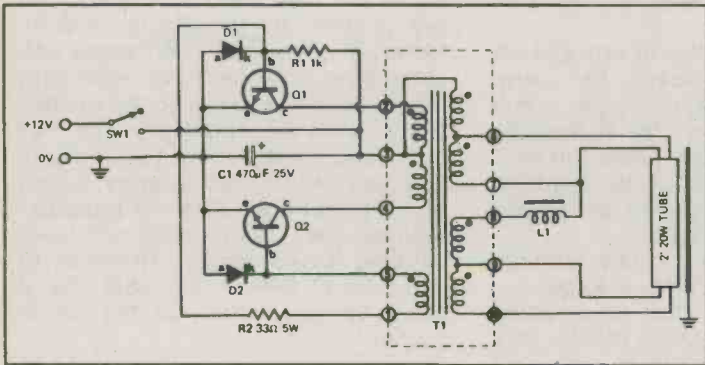 D1
a
k
b
R1 1k
Q1
e
c
+12V
SW1
0V
+
C1 470µF 25V
e
c
Q2
b
a
k
D2
R2 33Ω 5W
1
T1
7
8
L1
2' 20W TUBE